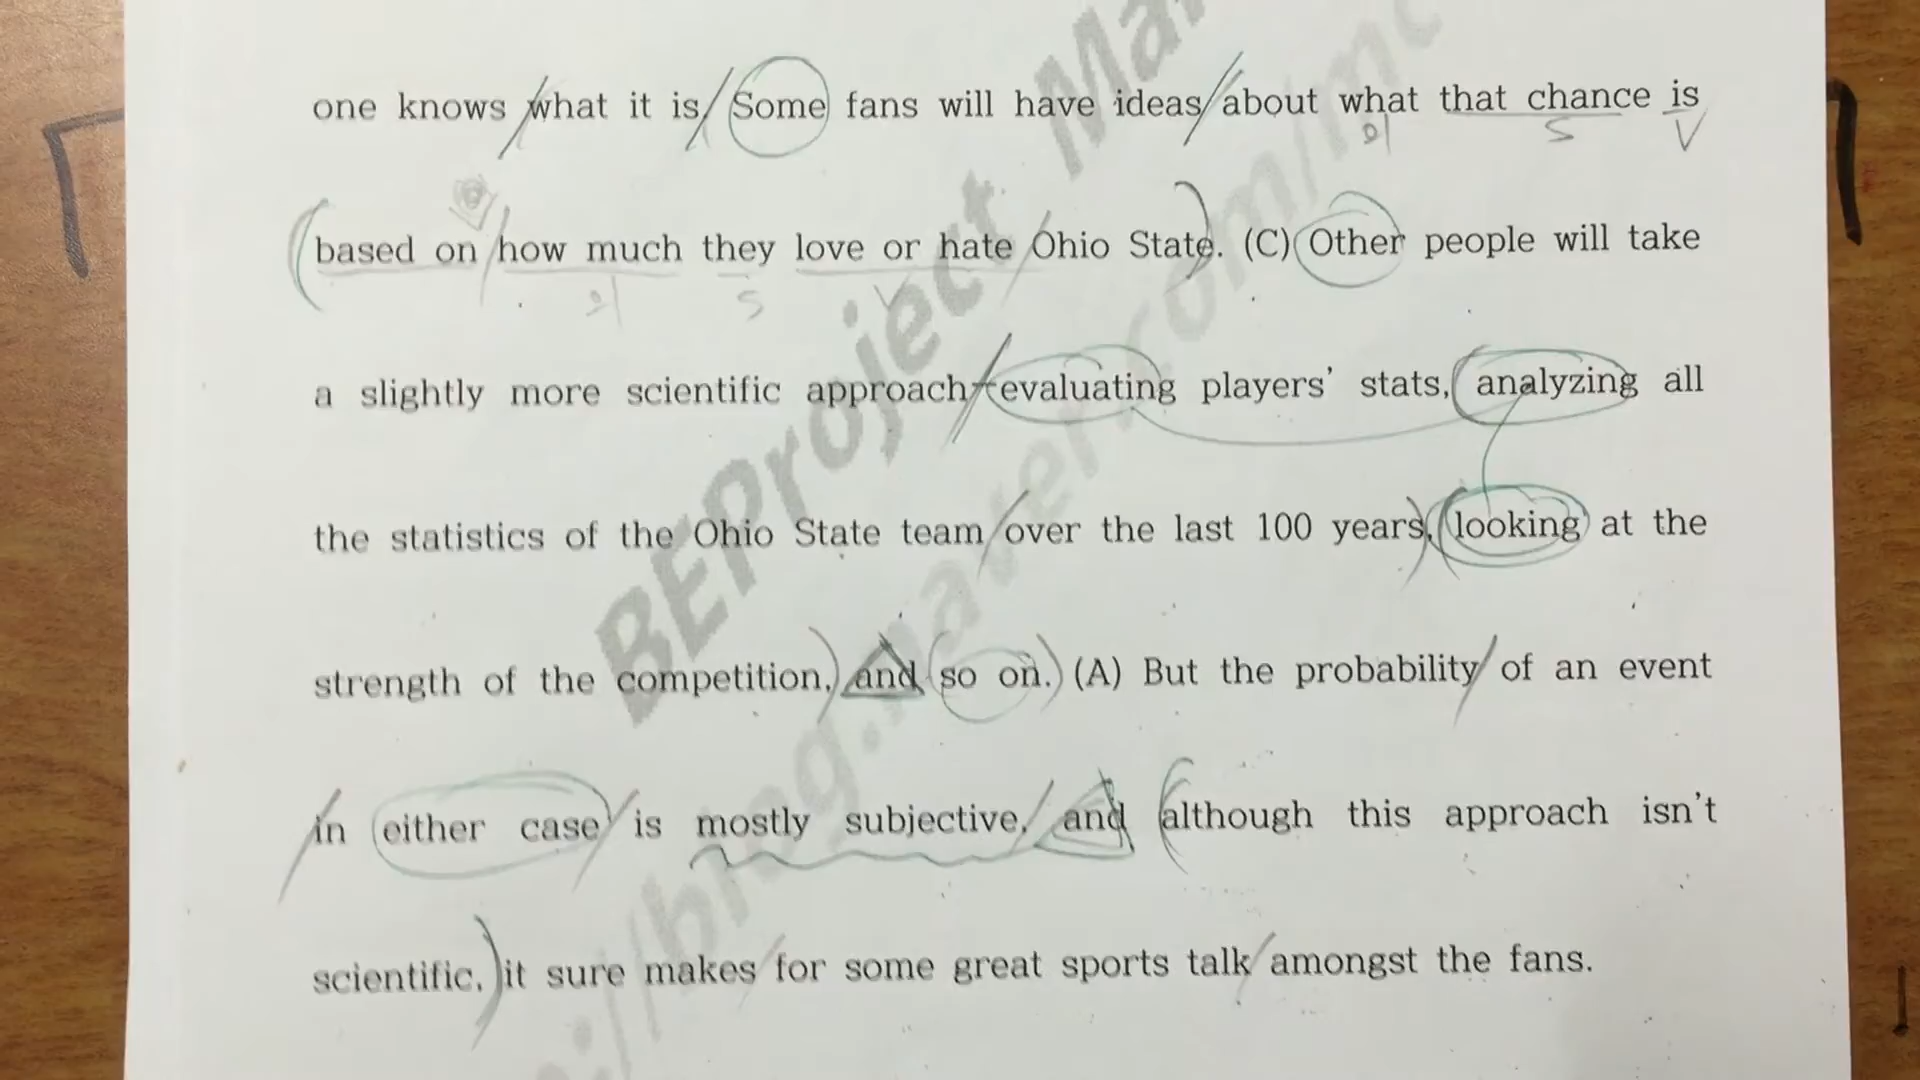 one knows what it is. Some fans will have ideas about what that chance is
의 S V
based on how much they love or hate Ohio State. (C) Other people will take
의 S V
a slightly more scientific approach—evaluating players' stats, analyzing all
the statistics of the Ohio State team over the last 100 years, looking at the
strength of the competition, and so on. (A) But the probability of an event
in either case is mostly subjective, and although this approach isn't
scientific, it sure makes for some great sports talk amongst the fans.
BEProject